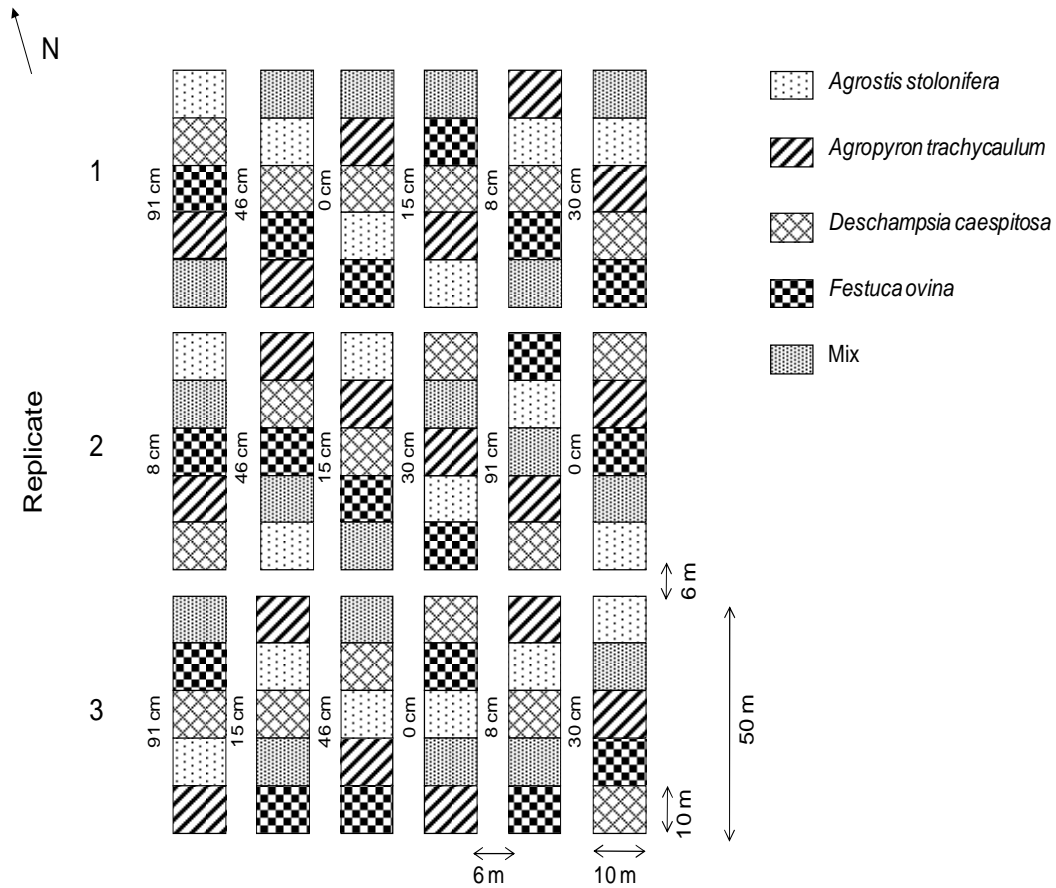 N
Agrostis stolonifera
Agropyron trachycaulum
Deschampsia caespitosa
Festuca ovina
Mix
Replicate
1
91 cm
46 cm
0 cm
15 cm
8 cm
30 cm
2
8 cm
46 cm
15 cm
30 cm
91 cm
0 cm
6 m
3
91 cm
15 cm
46 cm
0 cm
8 cm
30 cm
50 m
10 m
6 m
10 m